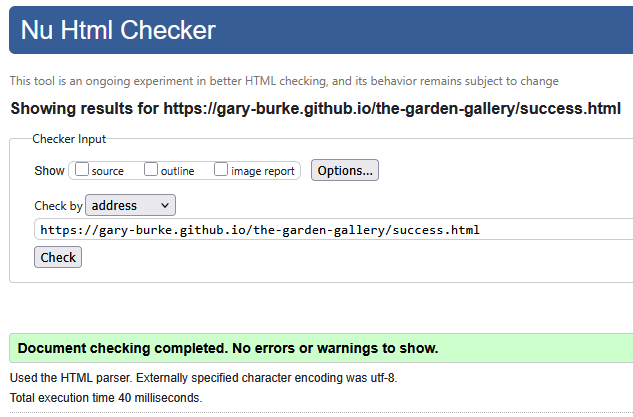 Nu Html Checker
This tool is an ongoing experiment in better HTML checking, and its behavior remains subject to change
Showing results for https://gary-burke.github.io/the-garden-gallery/success.html
Checker Input
Show source outline image report Options...
Check by address
https://gary-burke.github.io/the-garden-gallery/success.html
Check
Document checking completed. No errors or warnings to show.
Used the HTML parser. Externally specified character encoding was utf-8.
Total execution time 40 milliseconds.